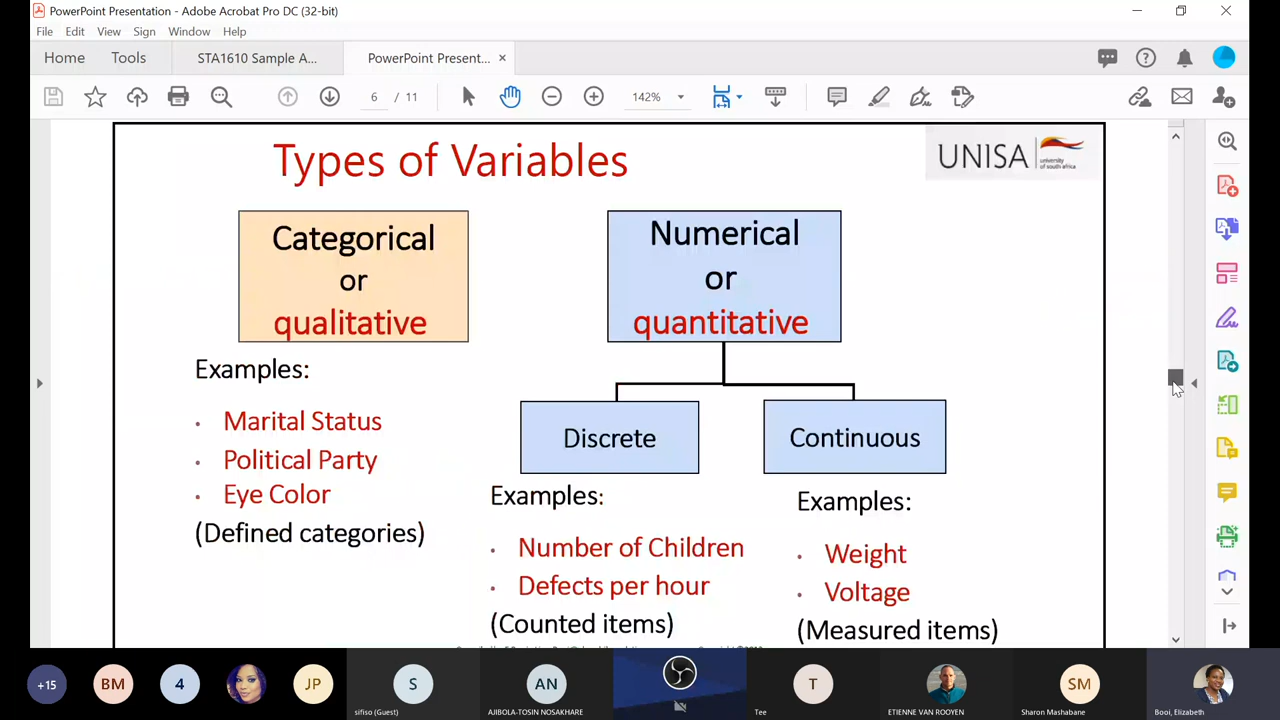 PowerPoint Presentation - Adobe Acrobat Pro DC (32-bit)
File Edit View Sign Window Help
Home Tools STA1610 Sample A... PowerPoint Present... ×
6 / 11 142%
Types of Variables
UNISA university of south africa
Categorical
or
qualitative
Numerical
or
quantitative
Examples:
• Marital Status
• Political Party
• Eye Color
(Defined categories)
Discrete
Examples:
• Number of Children
• Defects per hour
(Counted items)
Continuous
Examples:
• Weight
• Voltage
(Measured items)
+15 BM 4 JP S AN T SM
sifiso (Guest) AJIBOLA-TOSIN NOSAKHARE Tee ETIENNE VAN ROOYEN Sharon Mashabane Booi, Elizabeth